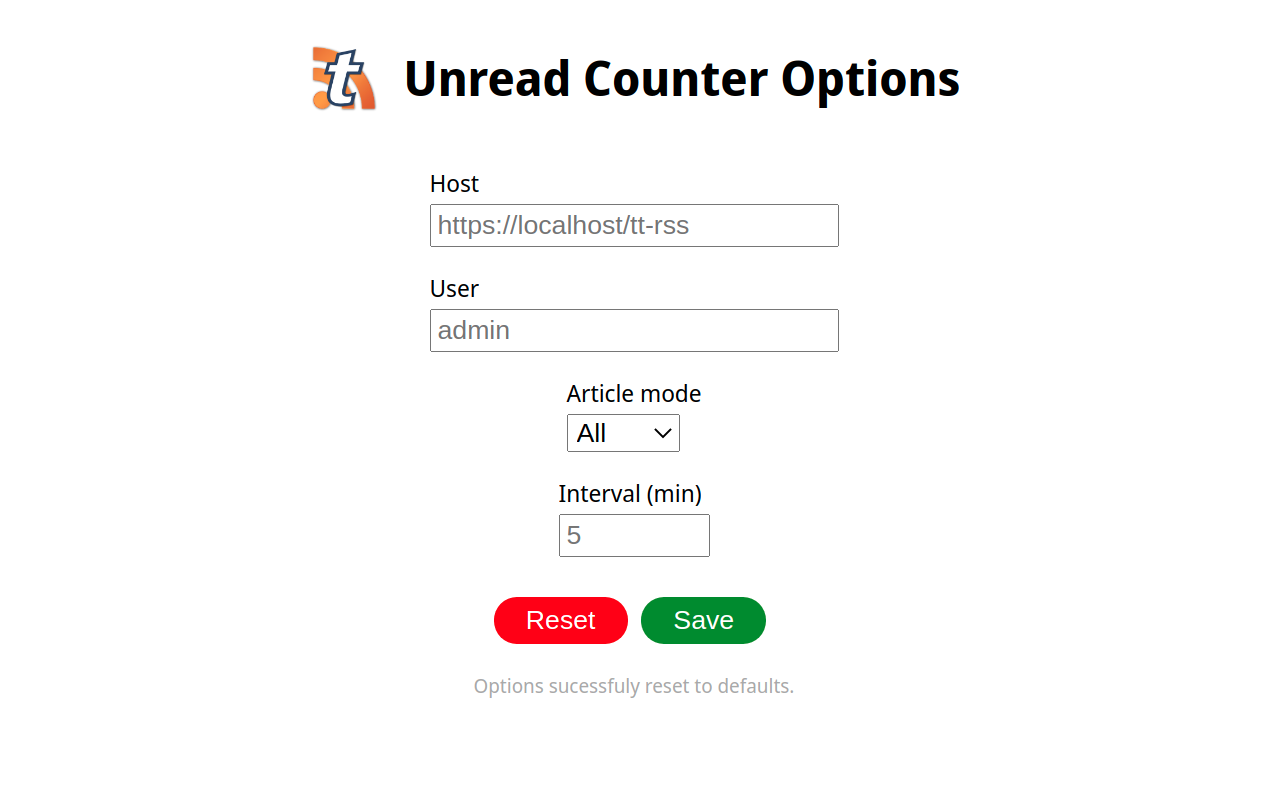 t Unread Counter Options
Host
https://localhost/tt-rss
User
admin
Article mode
All
Interval (min)
5
Reset Save
Options sucessfuly reset to defaults.